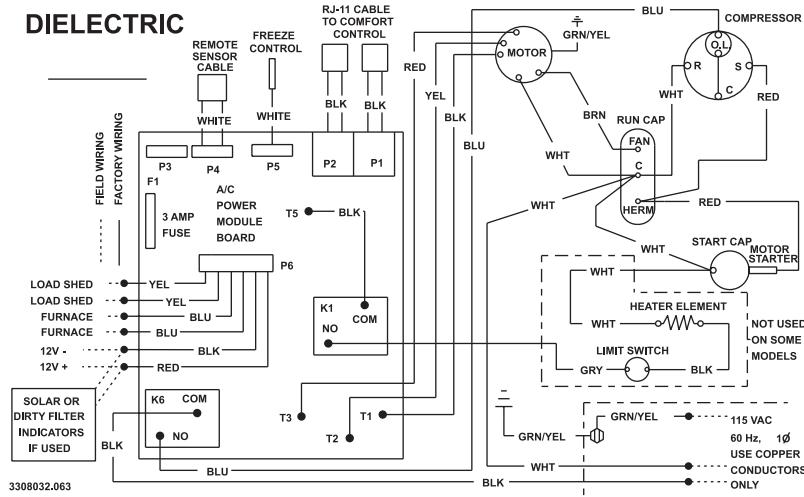 DIELECTRIC
REMOTE
SENSOR
CABLE
FREEZE
CONTROL
RJ-11 CABLE
TO COMFORT
CONTROL
BLU
COMPRESSOR
MOTOR
GRN/YEL
O.L.
R
S
C
WHT
RED
RED
YEL
BLK
BLU
BLK
BLK
WHITE
WHITE
BRN
RUN CAP
FAN
C
HERM
WHT
WHT
RED
WHT
START CAP
MOTOR
STARTER
FIELD WIRING
FACTORY WIRING
P3
P4
P5
P2
P1
F1
3 AMP
FUSE
A/C
POWER
MODULE
BOARD
T5
BLK
P6
K1
NO
COM
LOAD SHED
YEL
LOAD SHED
YEL
FURNACE
BLU
FURNACE
BLU
12V -
BLK
12V +
RED
WHT
HEATER ELEMENT
WHT
LIMIT SWITCH
GRY
BLK
NOT USED
ON SOME
MODELS
SOLAR OR
DIRTY FILTER
INDICATORS
IF USED
K6
COM
NO
T3
T2
T1
BLK
BLU
GRN/YEL
GRN/YEL
WHT
BLK
115 VAC
60 Hz, 1Ø
USE COPPER
CONDUCTORS
ONLY
3308032.063